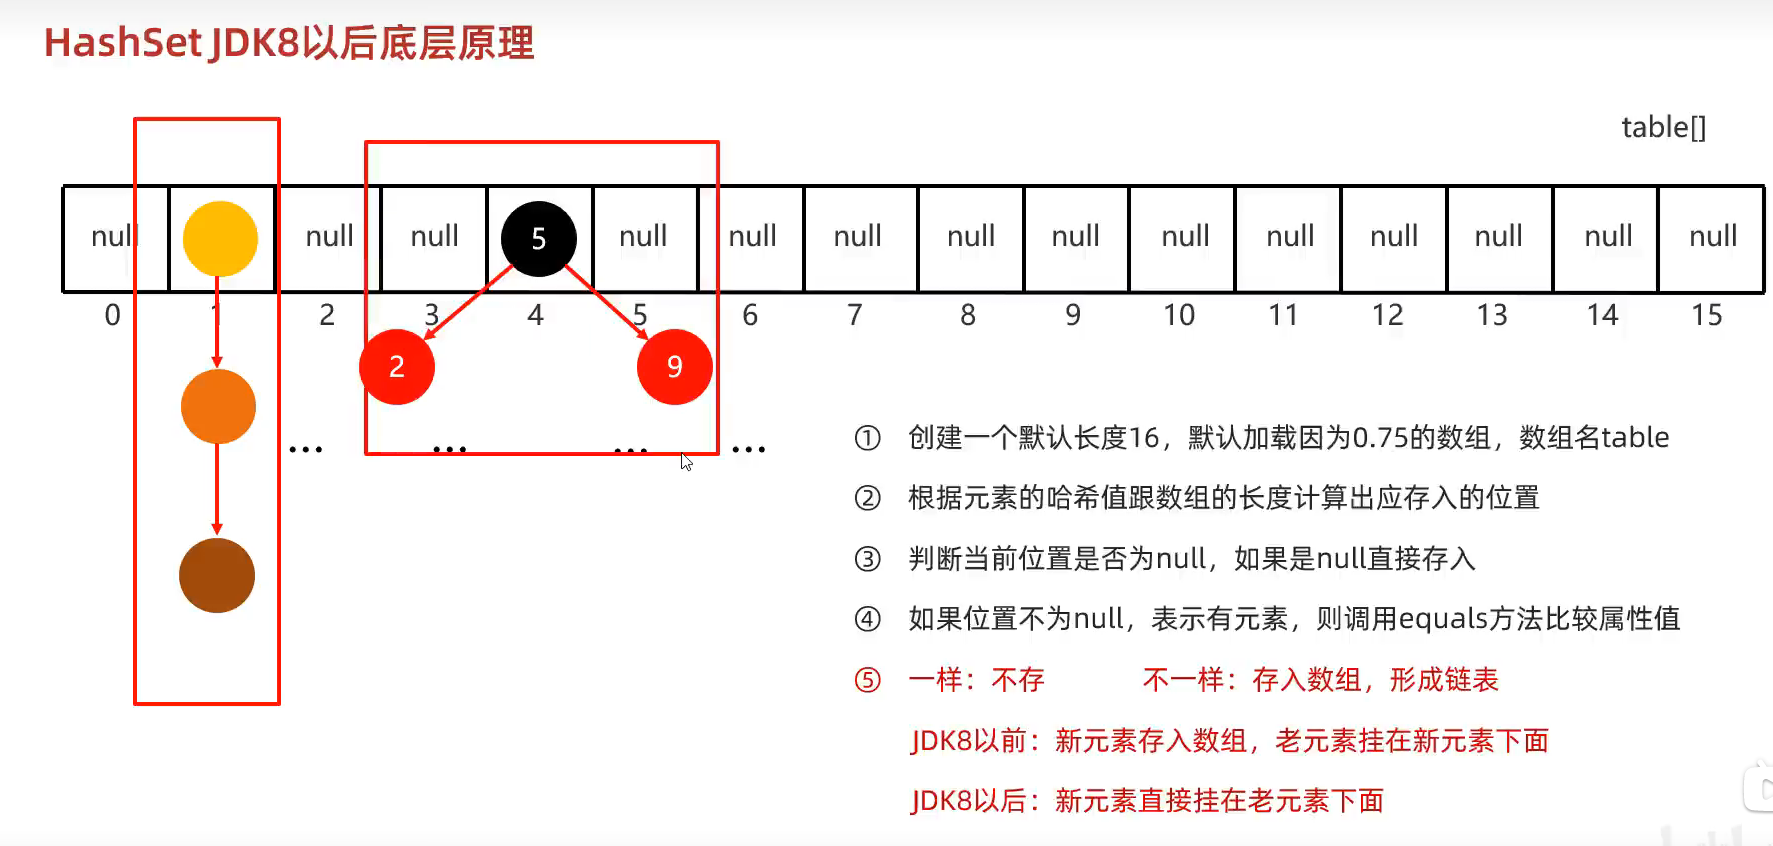 HashSet JDK8以后底层原理
table[]
null null null 5 null null null null null null null null null null null
0 1 2 3 4 5 6 7 8 9 10 11 12 13 14 15
2 9
... ... ... ...
① 创建一个默认长度16，默认加载因为0.75的数组，数组名table
② 根据元素的哈希值跟数组的长度计算出应存入的位置
③ 判断当前位置是否为null，如果是null直接存入
④ 如果位置不为null，表示有元素，则调用equals方法比较属性值
⑤ 一样：不存 不一样：存入数组，形成链表
JDK8以前：新元素存入数组，老元素挂在新元素下面
JDK8以后：新元素直接挂在老元素下面